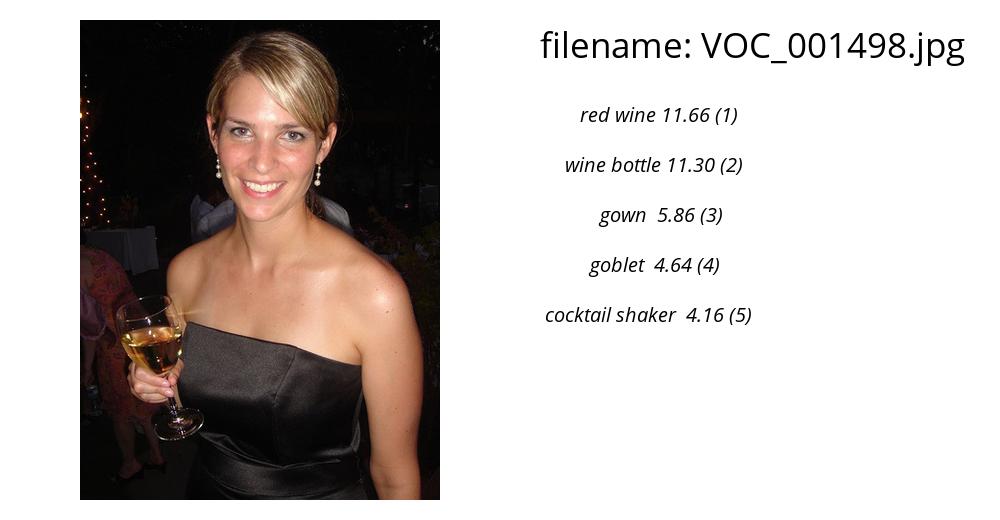 filename: VOC_001498.jpg
red wine 11.66 (1)
wine bottle 11.30 (2)
gown 5.86 (3)
goblet 4.64 (4)
cocktail shaker 4.16 (5)